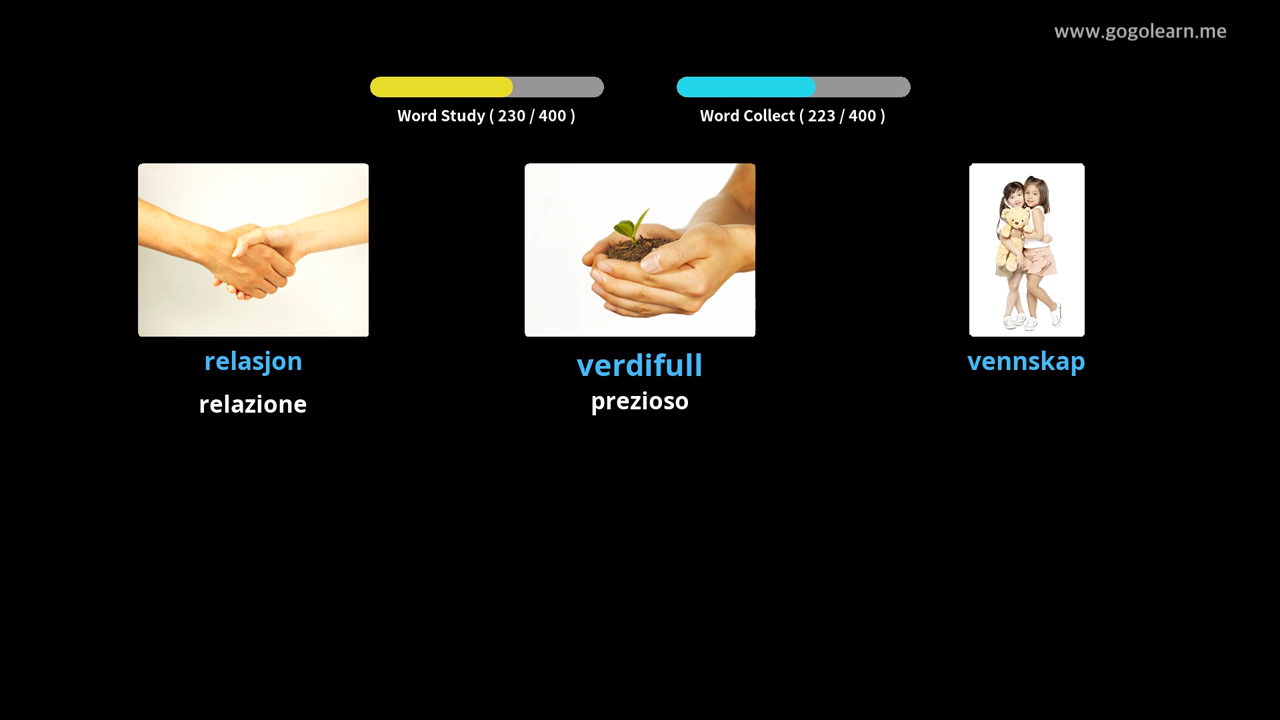 www.gogolearn.me
Word Study ( 230 / 400 )
Word Collect ( 223 / 400 )
relasjon
verdifull
vennskap
relazione
prezioso